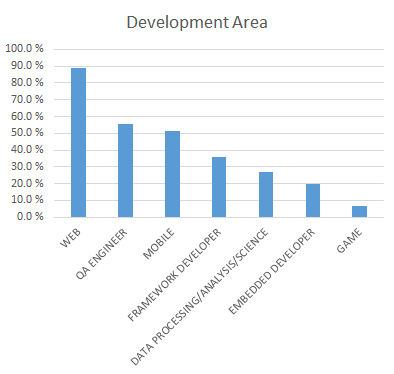 Development Area
100.0 %
90.0 %
80.0 %
70.0 %
60.0 %
50.0 %
40.0 %
30.0 %
20.0 %
10.0 %
0.0 %
WEB
QA ENGINEER
MOBILE
FRAMEWORK DEVELOPER
DATA PROCESSING/ANALYSIS/SCIENCE
EMBEDDED DEVELOPER
GAME